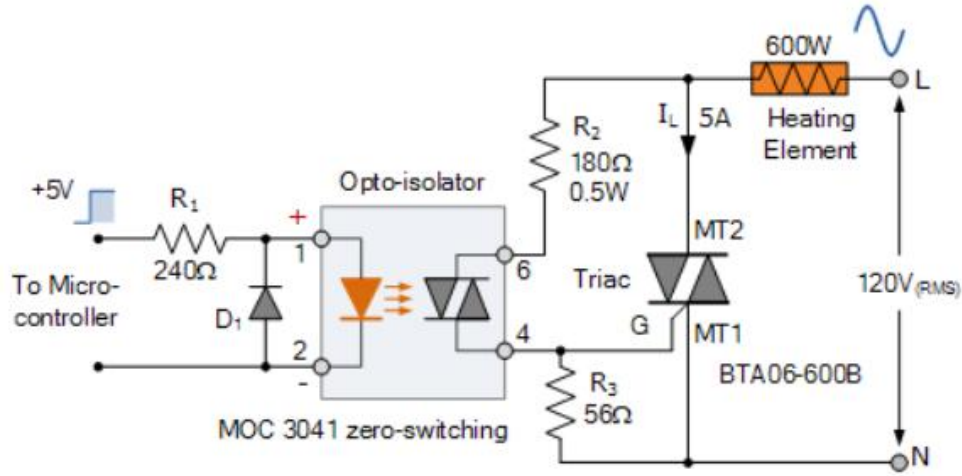 600W
L
I_L 5A
Heating
Element
R₂
180Ω
0.5W
Opto-isolator
+5V
R₁
240Ω
+
1
6
MT2
Triac
120V(RMS)
To Micro-
controller
D₁
2
-
4
G
MT1
BTA06-600B
R₃
56Ω
MOC 3041 zero-switching
N